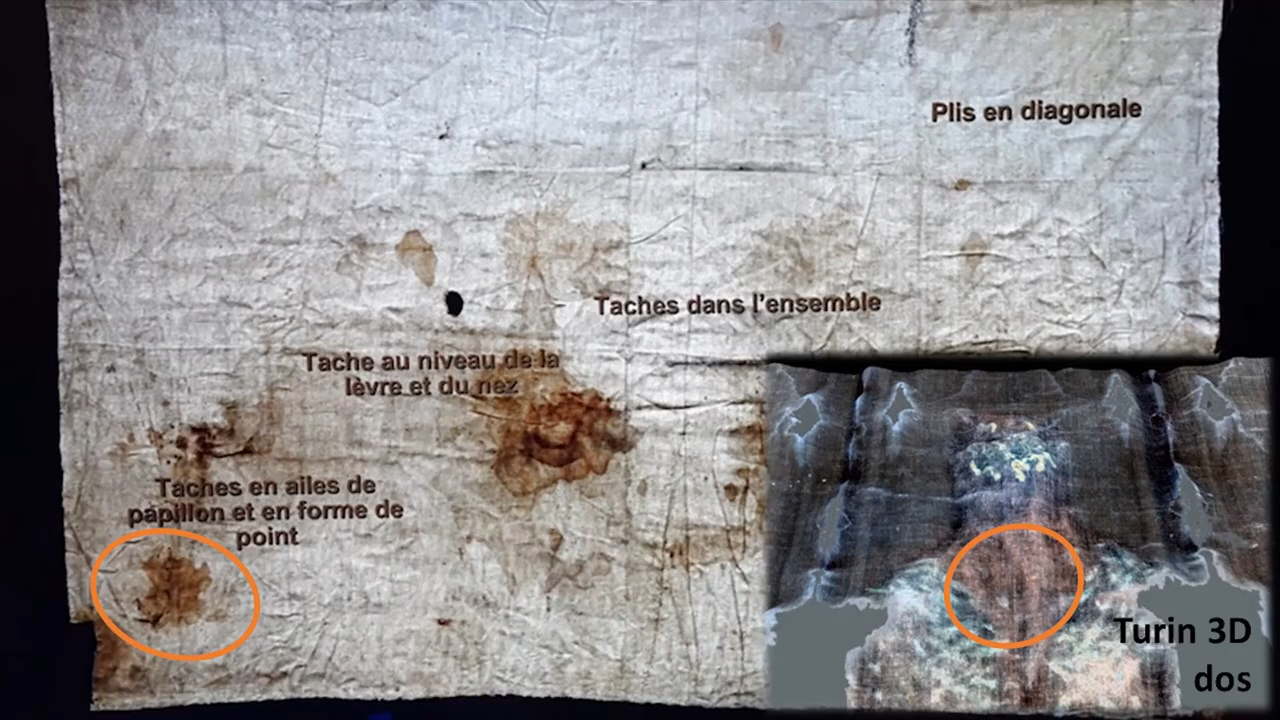 Plis en diagonale
Taches dans l'ensemble
Tache au niveau de la
lèvre et du nez
Taches en ailes de
papillon et en forme de
point
Turin 3D
dos